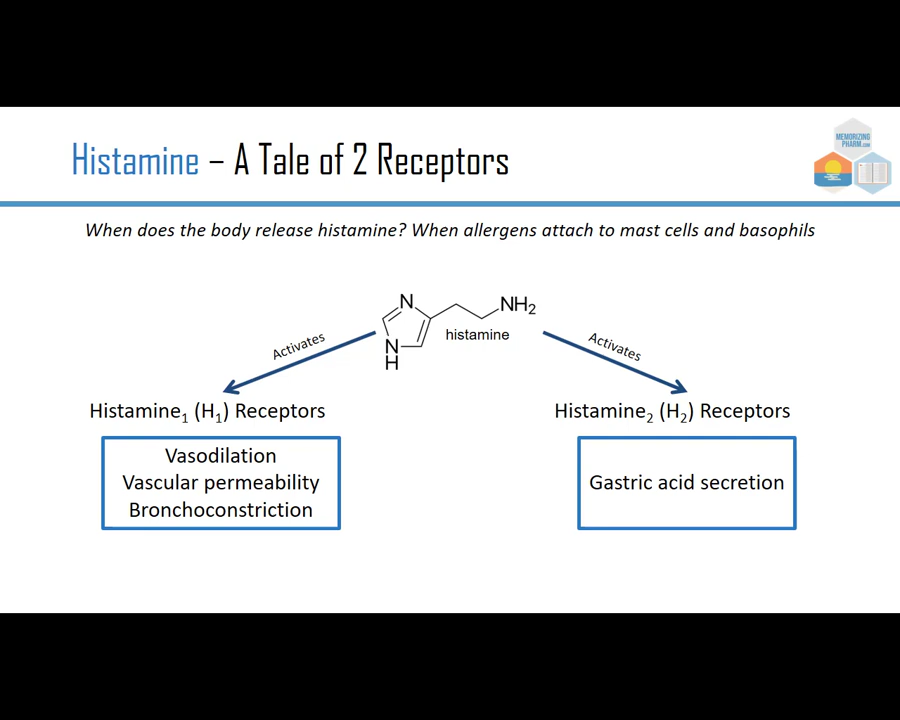 Histamine – A Tale of 2 Receptors
MEMORIZING
PHARM.COM
When does the body release histamine? When allergens attach to mast cells and basophils
N
NH2
N
H
histamine
Activates
Activates
Histamine1 (H1) Receptors
Histamine2 (H2) Receptors
Vasodilation
Vascular permeability
Bronchoconstriction
Gastric acid secretion